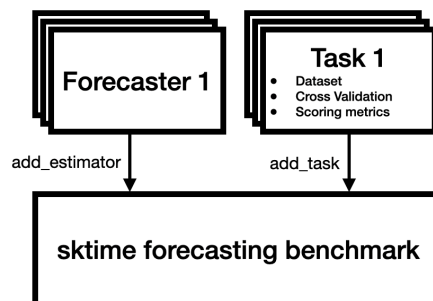 Forecaster 1
Task 1
• Dataset
• Cross Validation
• Scoring metrics
add_estimator
add_task
sktime forecasting benchmark